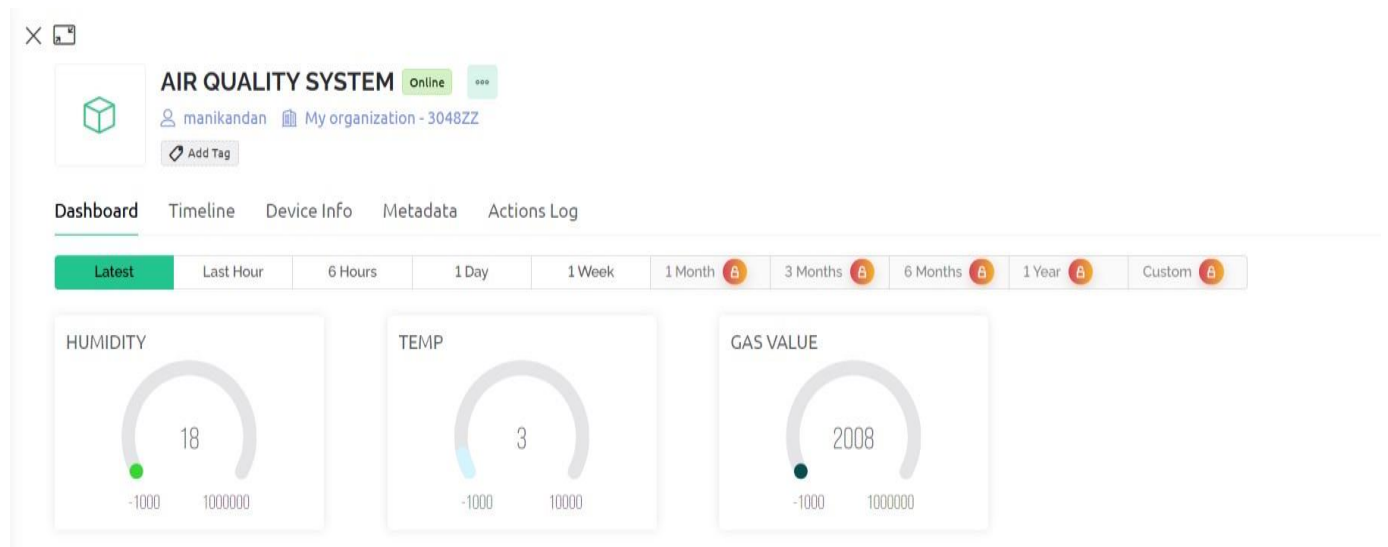 AIR QUALITY SYSTEM Online
manikandan My organization - 3048ZZ
Add Tag
Dashboard Timeline Device Info Metadata Actions Log
Latest Last Hour 6 Hours 1 Day 1 Week 1 Month 3 Months 6 Months 1 Year Custom
HUMIDITY TEMP GAS VALUE
18 3 2008
-1000 1000000 -1000 10000 -1000 1000000